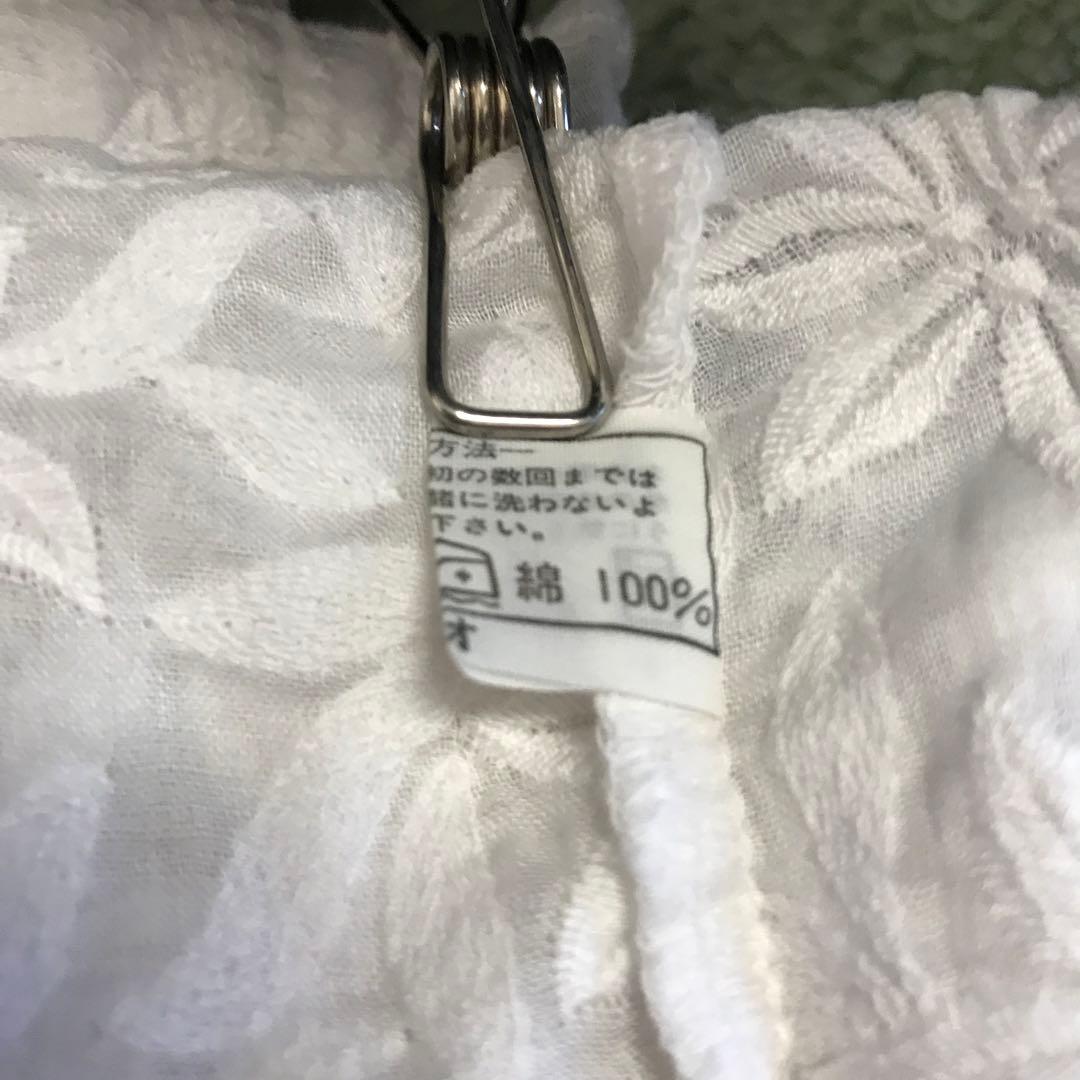 方法
初の数回までは
緒に洗わないよ
下さい。
綿 100%
オ